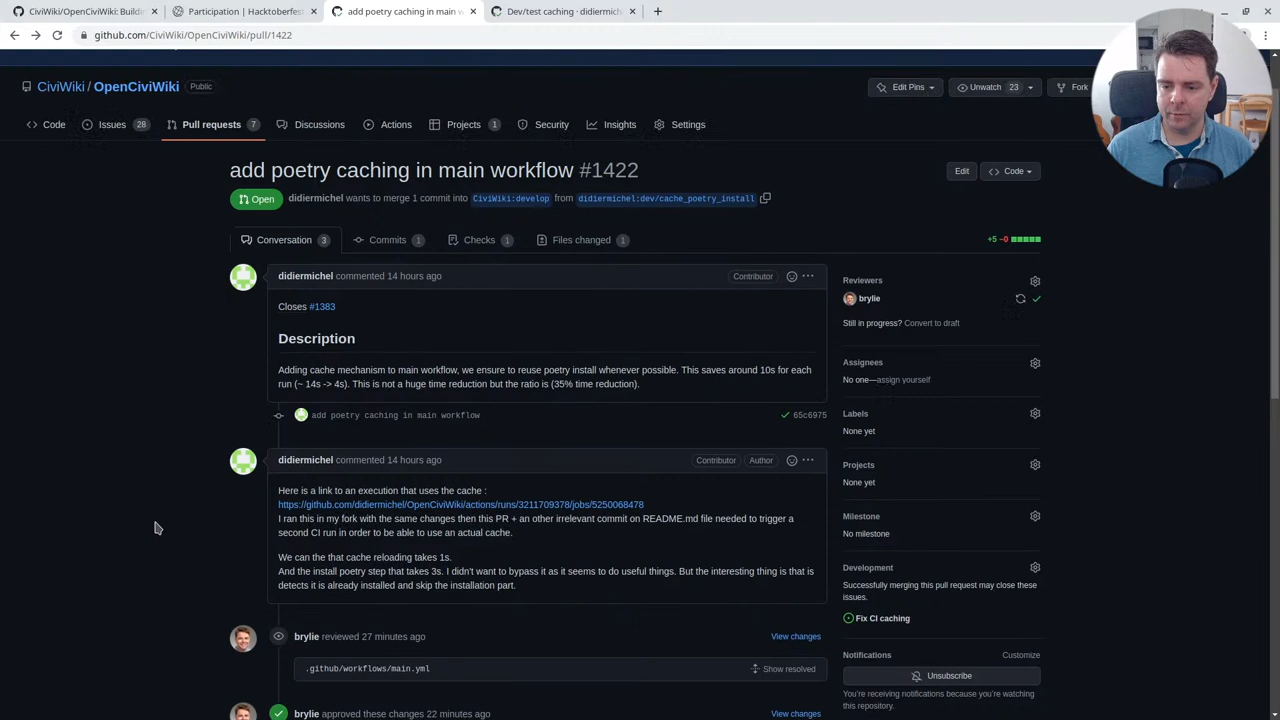 CiviWiki/OpenCiviWiki: Buildin
Participation | Hacktoberfes
add poetry caching in main w
Dev/test caching · didiermich
github.com/CiviWiki/OpenCiviWiki/pull/1422
CiviWiki / OpenCiviWiki Public
Edit Pins
Unwatch 23
Fork
Code
Issues 28
Pull requests 7
Discussions
Actions
Projects 1
Security
Insights
Settings
add poetry caching in main workflow #1422
Edit
Code
Open
didiermichel wants to merge 1 commit into CiviWiki:develop from didiermichel:dev/cache_poetry_install
Conversation 3
Commits 1
Checks 1
Files changed 1
+5 −0
didiermichel commented 14 hours ago
Contributor
Closes #1383
Description
Adding cache mechanism to main workflow, we ensure to reuse poetry install whenever possible. This saves around 10s for each
run (~ 14s -> 4s). This is not a huge time reduction but the ratio is (35% time reduction).
add poetry caching in main workflow
65c6975
didiermichel commented 14 hours ago
Contributor
Author
Here is a link to an execution that uses the cache :
https://github.com/didiermichel/OpenCiviWiki/actions/runs/3211709378/jobs/5250068478
I ran this in my fork with the same changes then this PR + an other irrelevant commit on README.md file needed to trigger a
second CI run in order to be able to use an actual cache.
We can the that cache reloading takes 1s.
And the install poetry step that takes 3s. I didn't want to bypass it as it seems to do useful things. But the interesting thing is that is
detects it is already installed and skip the installation part.
brylie reviewed 27 minutes ago
View changes
.github/workflows/main.yml
Show resolved
brylie approved these changes 22 minutes ago
View changes
Reviewers
brylie
Still in progress? Convert to draft
Assignees
No one—assign yourself
Labels
None yet
Projects
None yet
Milestone
No milestone
Development
Successfully merging this pull request may close these
issues.
Fix CI caching
Notifications
Customize
Unsubscribe
You're receiving notifications because you're watching
this repository.